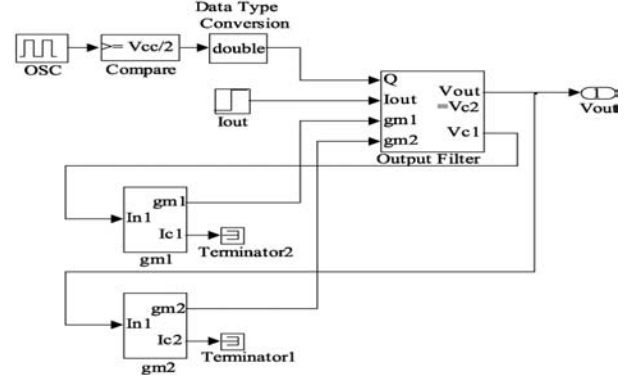 Data Type
Conversion
OSC
>= Vcc/2
Compare
double
Iout
Q
Iout
gm1
gm2
Vout
=Vc2
Vc1
Output Filter
Vout
In1
gm1
Ic1
gm1
Terminator2
In1
gm2
Ic2
gm2
Terminator1